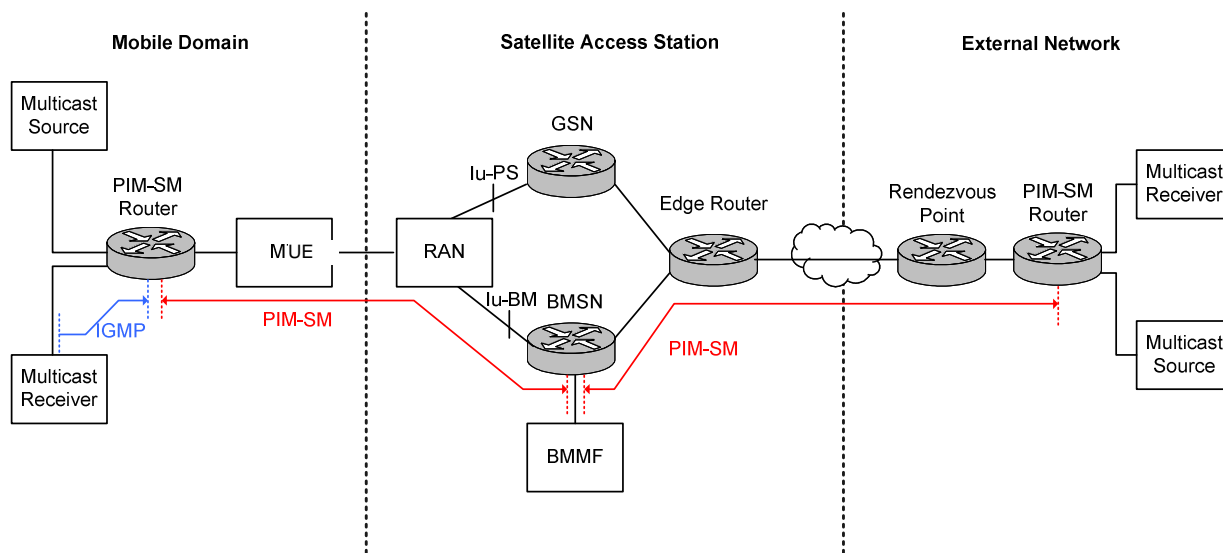 Mobile Domain
Satellite Access Station
External Network
Multicast
Source
PIM-SM
Router
MUE
IGMP
PIM-SM
Multicast
Receiver
GSN
Iu-PS
RAN
Edge Router
Iu-BM
BMSN
BMMF
PIM-SM
Rendezvous
Point
PIM-SM
Router
Multicast
Receiver
Multicast
Source